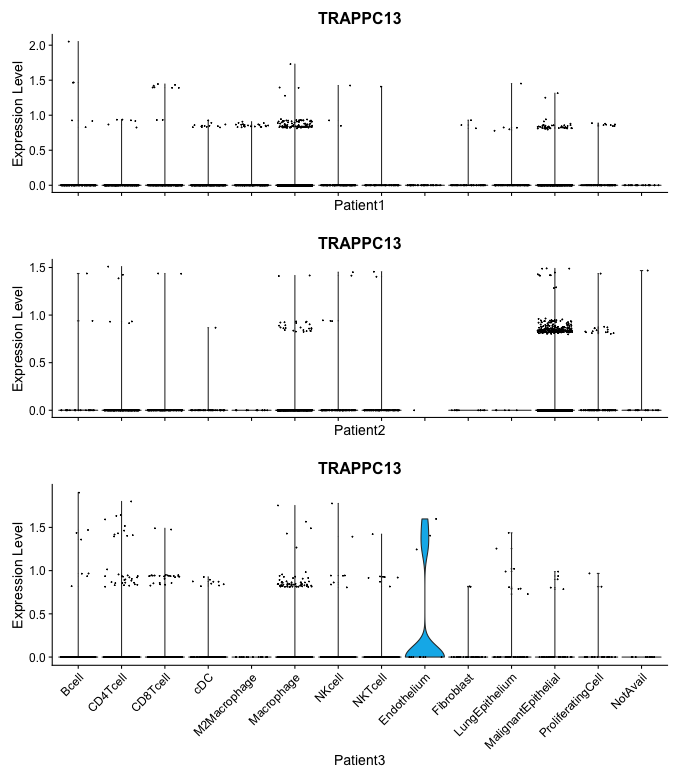 TRAPPC13
Expression Level
2.0
1.5
1.0
0.5
0.0
Patient1
TRAPPC13
Expression Level
1.5
1.0
0.5
0.0
Patient2
TRAPPC13
Expression Level
1.5
1.0
0.5
0.0
Bcell
CD4Tcell
CD8Tcell
cDC
M2Macrophage
Macrophage
NKcell
NKTcell
Endothelium
Fibroblast
LungEpithelium
MalignantEpithelial
ProliferatingCell
NotAvail
Patient3